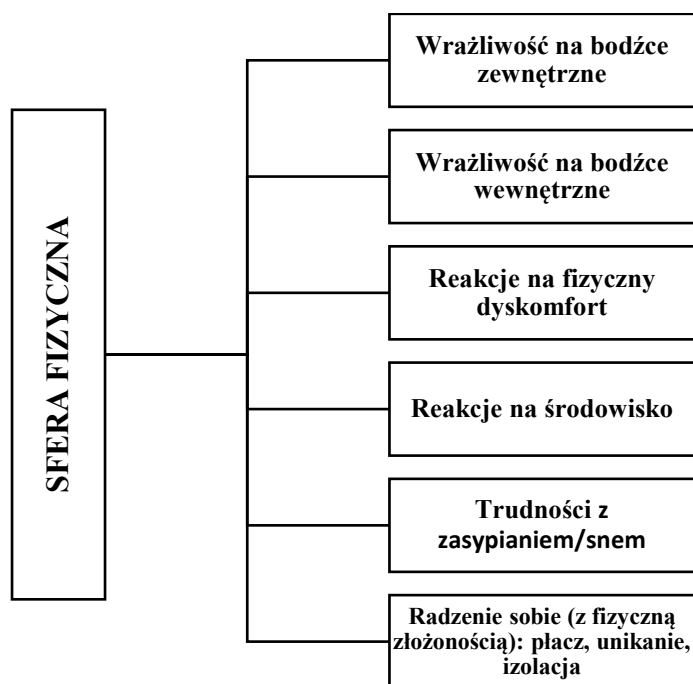 SFERA FIZYCZNA
Wrażliwość na bodźce
zewnętrzne
Wrażliwość na bodźce
wewnętrzne
Reakcje na fizyczny
dyskomfort
Reakcje na środowisko
Trudności z
zasypianiem/snem
Radzenie sobie (z fizyczną
złożonością): płacz, unikanie,
izolacja